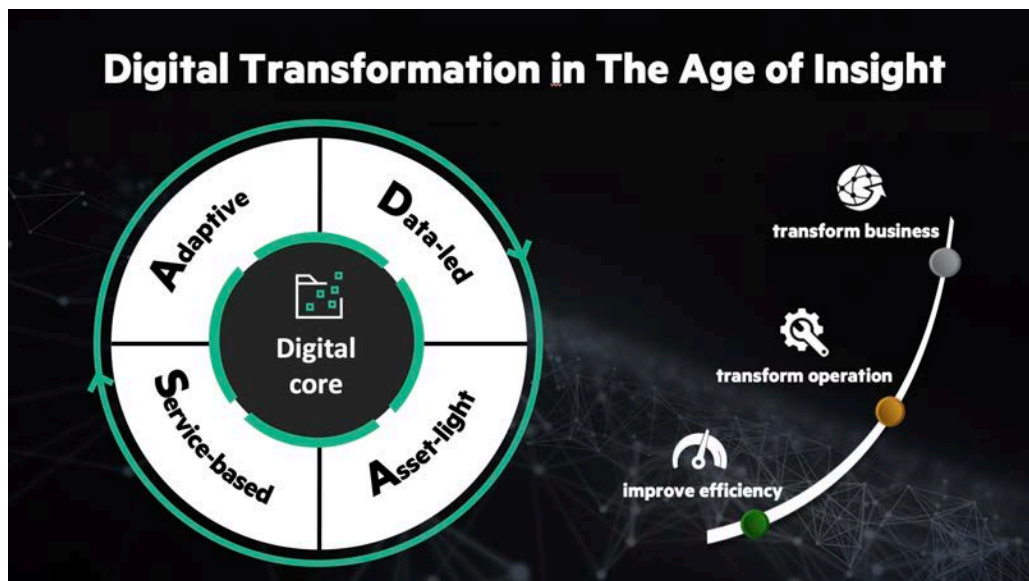 Digital Transformation in The Age of Insight
Adaptive
Data-led
Digital
core
Service-based
Asset-light
transform business
transform operation
improve efficiency